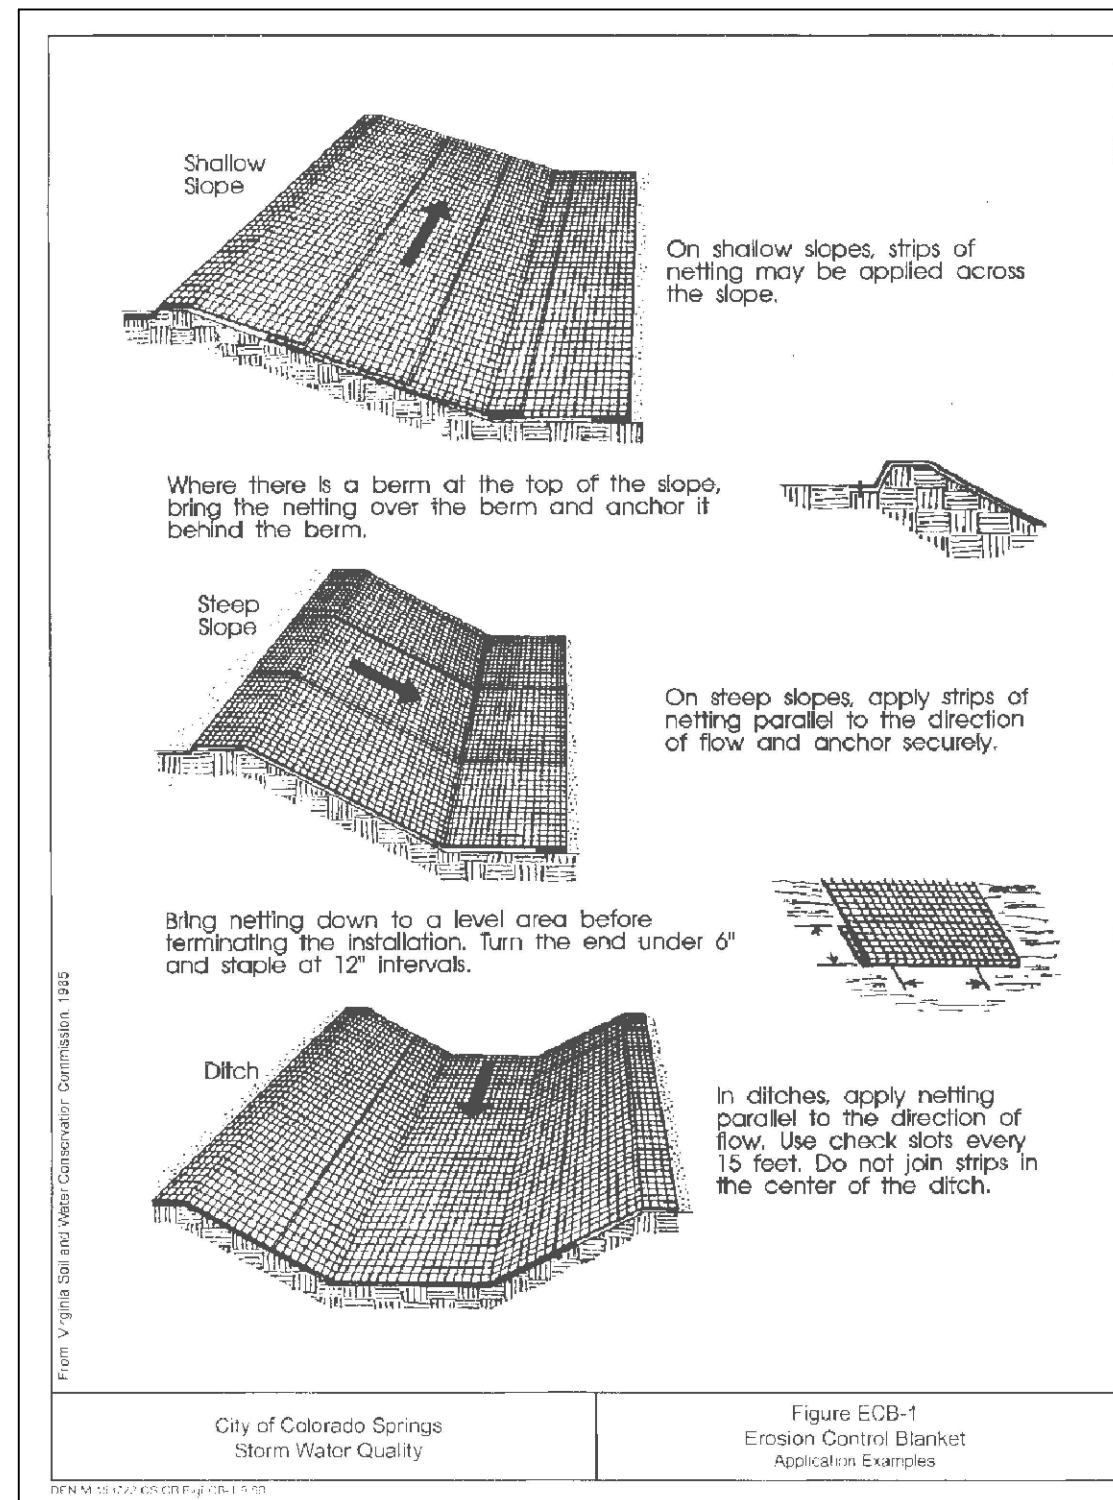 Shallow
Slope
On shallow slopes, strips of
netting may be applied across
the slope.
Where there is a berm at the top of the slope,
bring the netting over the berm and anchor it
behind the berm.
Steep
Slope
On steep slopes, apply strips of
netting parallel to the direction
of flow and anchor securely.
Bring netting down to a level area before
terminating the installation. Turn the end under 6"
and staple at 12" intervals.
Ditch
In ditches, apply netting
parallel to the direction of
flow. Use check slots every
15 feet. Do not join strips in
the center of the ditch.
From Virginia Soil and Water Conservation Commission, 1985
City of Colorado Springs
Storm Water Quality
Figure ECB-1
Erosion Control Blanket
Application Examples